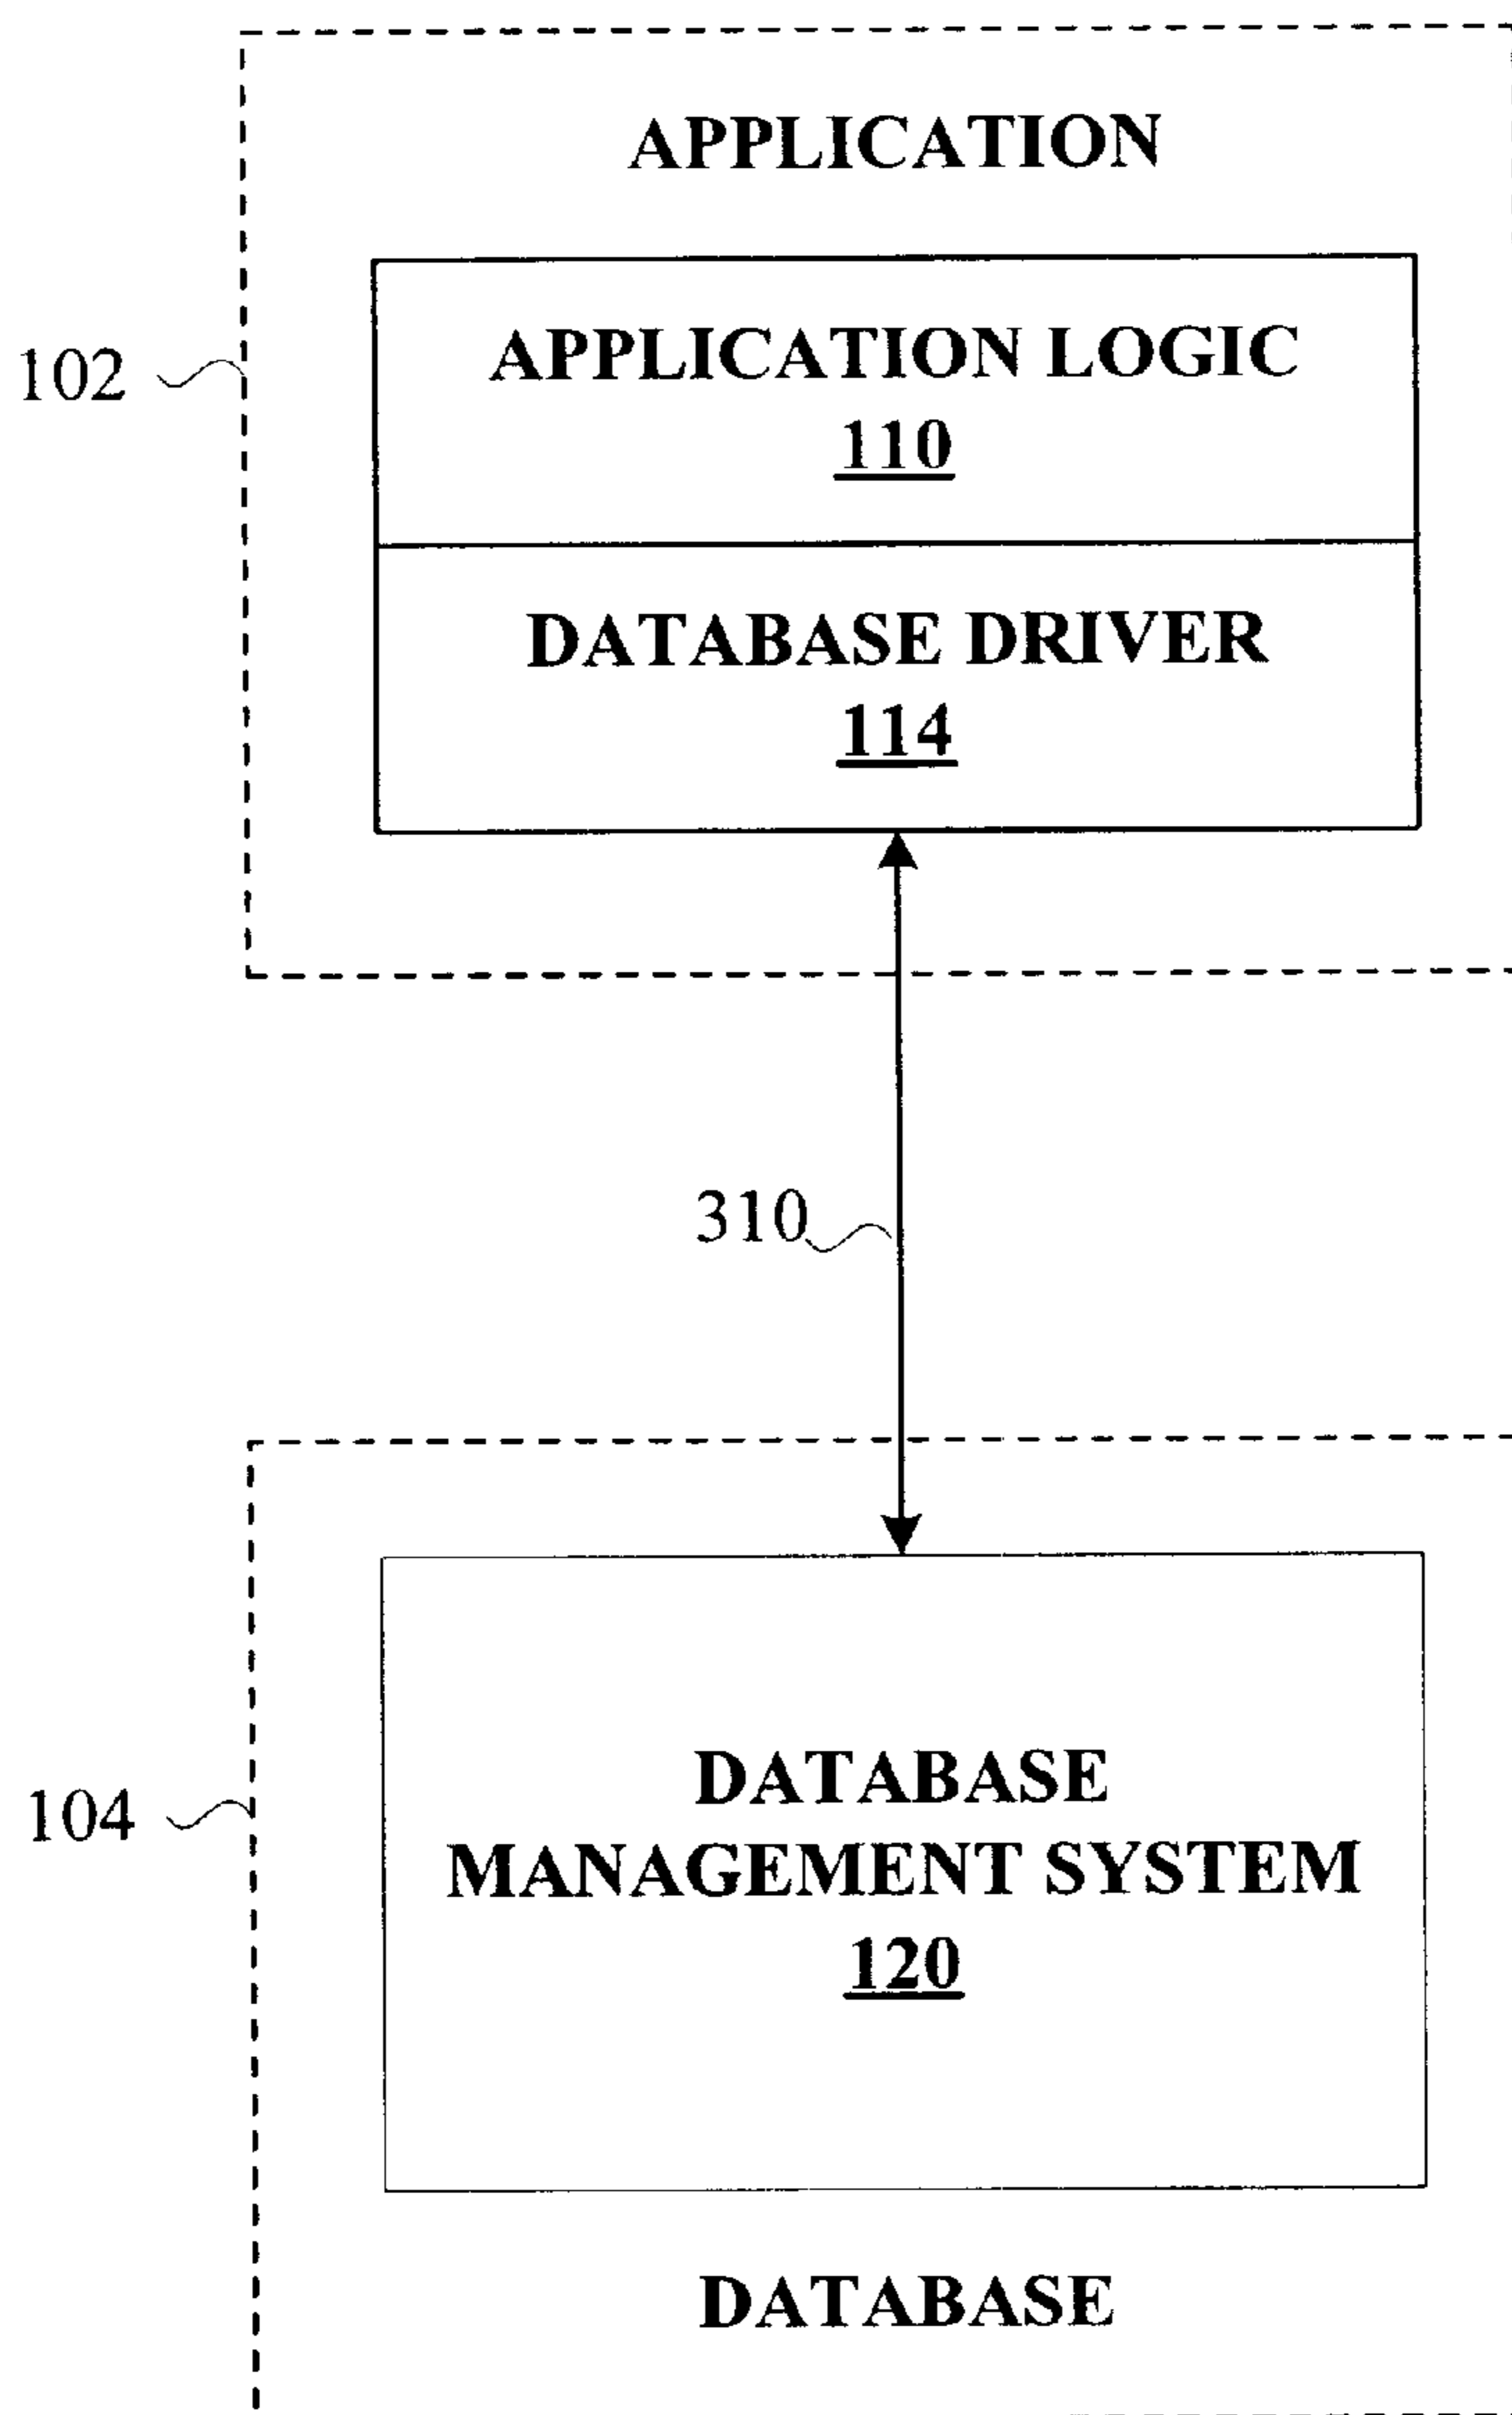 APPLICATION
APPLICATION LOGIC
110
102
DATABASE DRIVER
114
310
DATABASE
MANAGEMENT SYSTEM
120
104
DATABASE